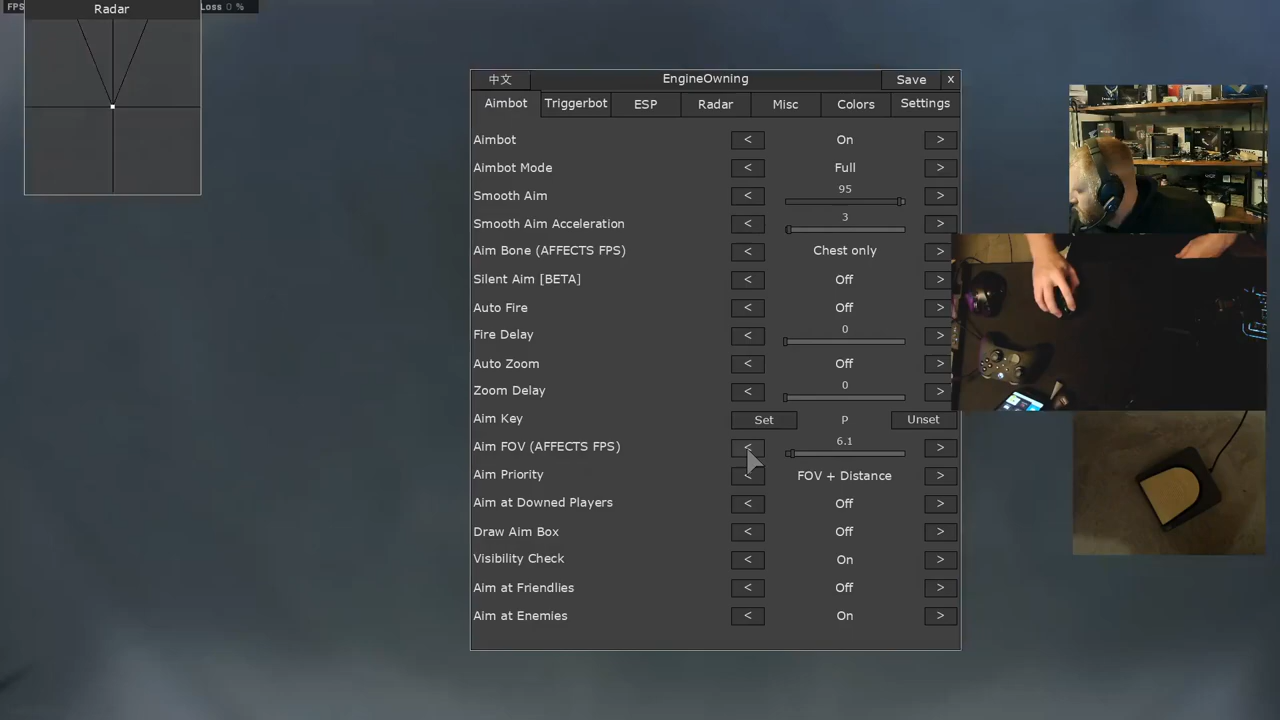 FPS
Loss 0 %
Radar
中文
EngineOwning
Save
x
Aimbot
Triggerbot
ESP
Radar
Misc
Colors
Settings
Aimbot < On >
Aimbot Mode < Full >
Smooth Aim < 95 >
Smooth Aim Acceleration < 3 >
Aim Bone (AFFECTS FPS) < Chest only >
Silent Aim [BETA] < Off >
Auto Fire < Off >
Fire Delay < 0 >
Auto Zoom < Off >
Zoom Delay < 0 >
Aim Key Set P Unset
Aim FOV (AFFECTS FPS) < 6.1 >
Aim Priority < FOV + Distance >
Aim at Downed Players < Off >
Draw Aim Box < Off >
Visibility Check < On >
Aim at Friendlies < Off >
Aim at Enemies < On >